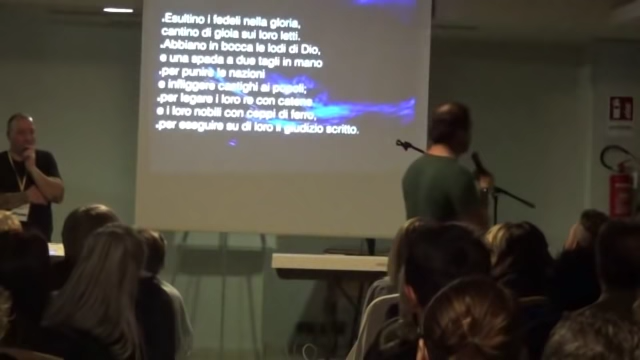 .Esultino i fedeli nella gloria,
cantino di gioia sui loro letti.
.Abbiano in bocca le lodi di Dio,
e una spada a due tagli in mano
.per punire le nazioni
e infliggere castighi ai popoli;
.per legare i loro re con catene
e i loro nobili con ceppi di ferro,
.per eseguire su di loro il giudizio scritto.